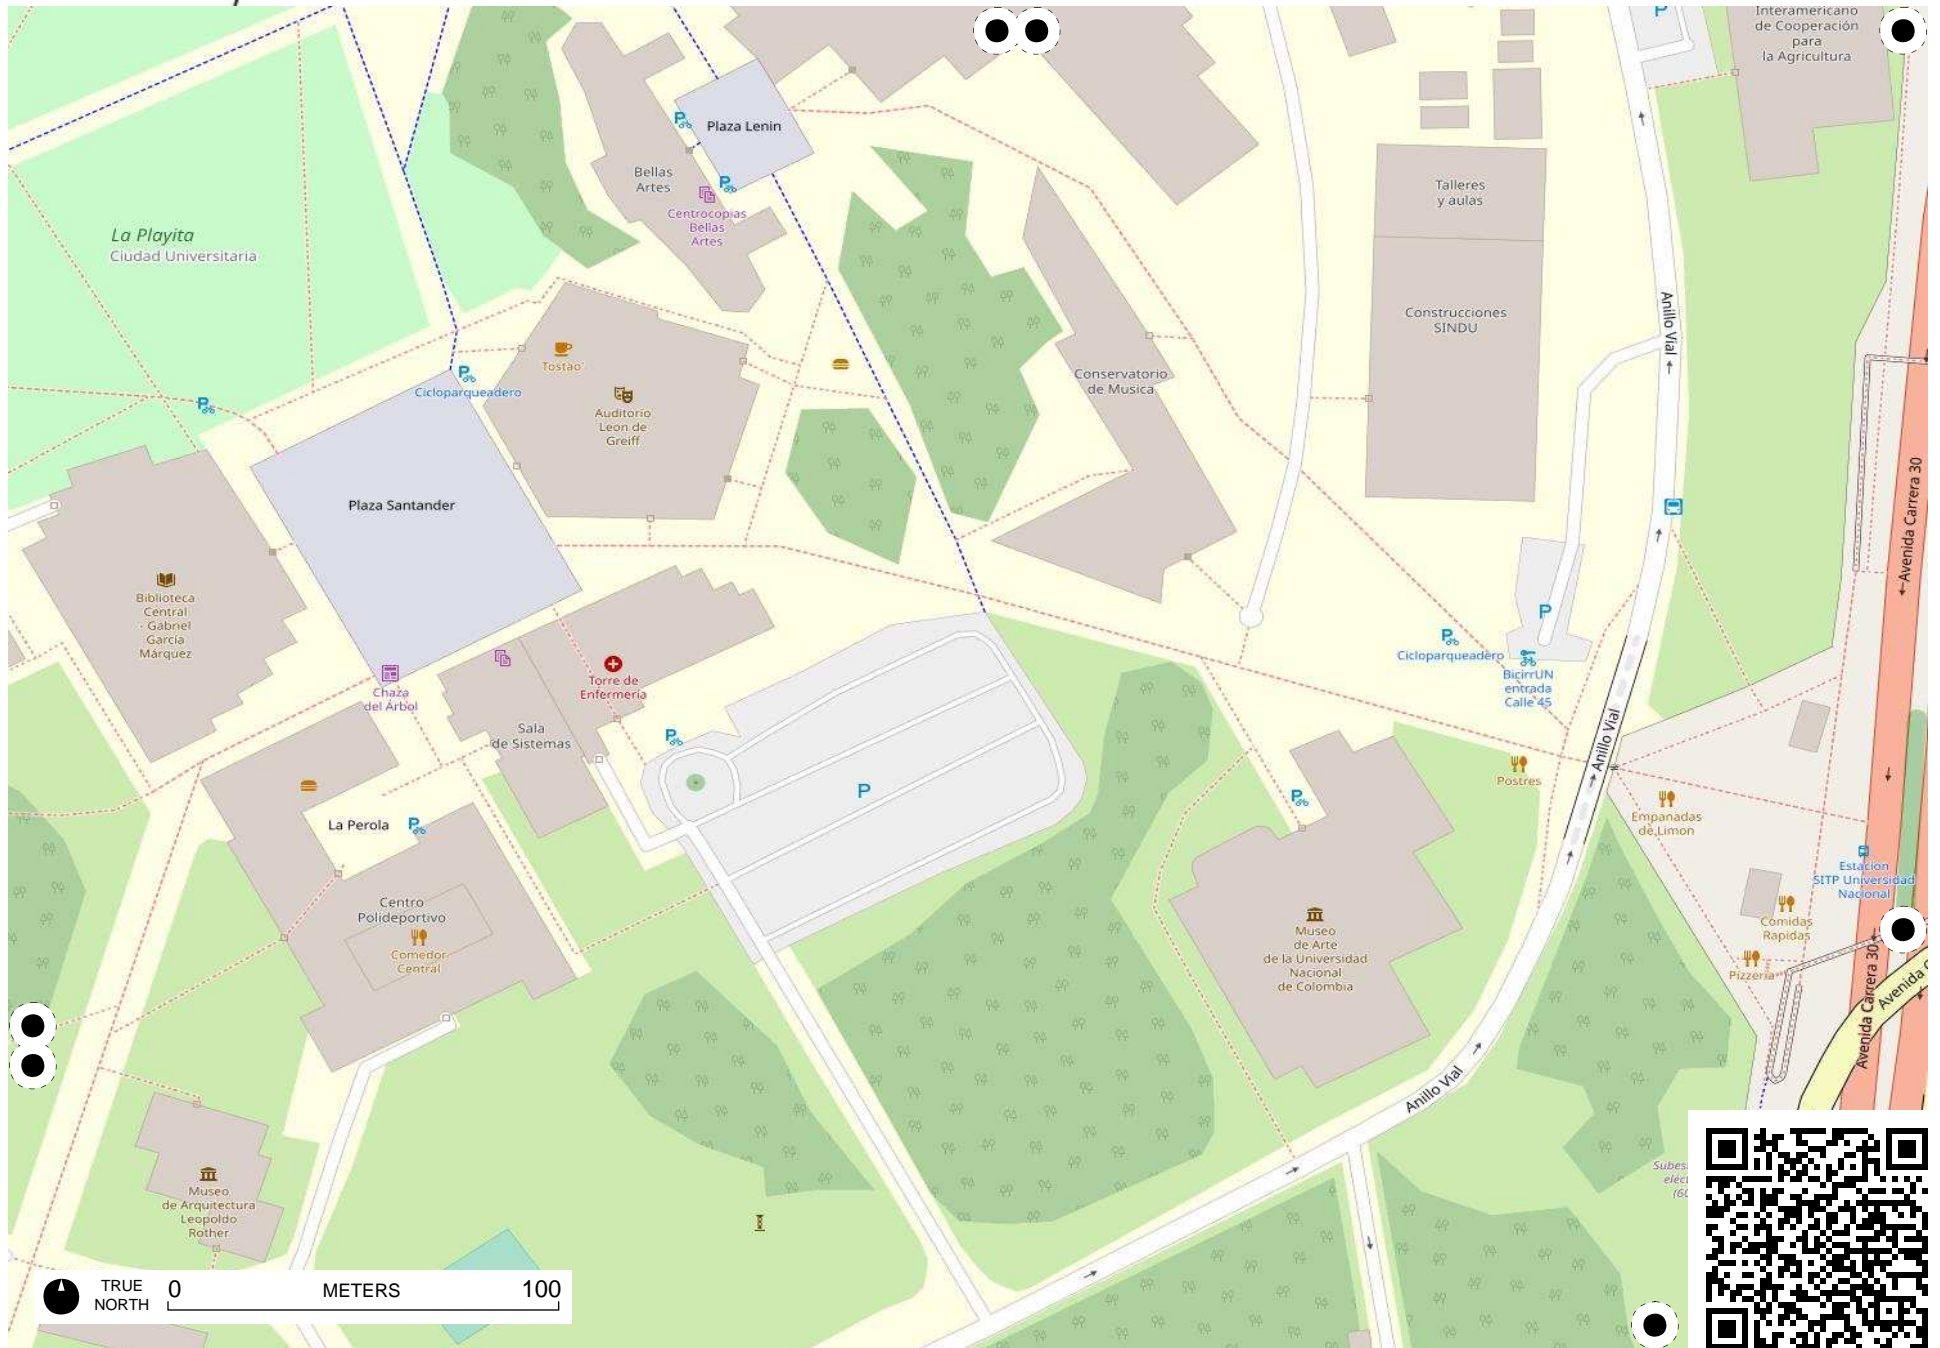 Interamericano
de Cooperación
para
la Agricultura
P
Plaza Lenin
Bellas
Artes
Centrocopias
Bellas
Artes
Talleres
y aulas
La Playita
Ciudad Universitaria
Construcciones
SINDU
Anillo Vial
Tostao'
Cicloparqueadero
Auditorio
Leon de
Greiff
Conservatorio
de Musica
Plaza Santander
Avenida Carrera 30
Biblioteca
Central
- Gabriel
García
Márquez
P
Cicloparqueadero
BicirrUN
entrada
Calle 45
Torre de
Enfermería
Chaza
del Árbol
Sala
de Sistemas
Anillo Vial
Postres
P
Empanadas
de Limon
La Perola
Estacion
SITP Universidad
Nacional
Centro
Polideportivo
Comedor
Central
Museo
de Arte
de la Universidad
Nacional
de Colombia
Comidas
Rapidas
Pizzeria
Avenida Carrera 30
Avenida
Anillo Vial
Museo
de Arquitectura
Leopoldo
Rother
TRUE
NORTH
0 METERS 100